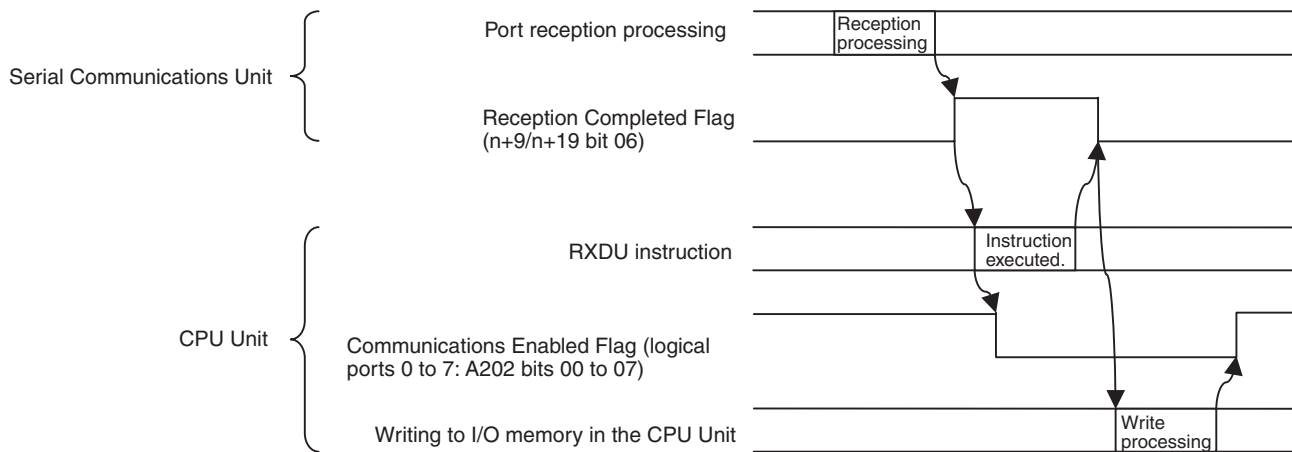 Port reception processing
Reception
processing
Serial Communications Unit
Reception Completed Flag
(n+9/n+19 bit 06)
RXDU instruction
Instruction
executed.
CPU Unit
Communications Enabled Flag (logical
ports 0 to 7: A202 bits 00 to 07)
Writing to I/O memory in the CPU Unit
Write
processing